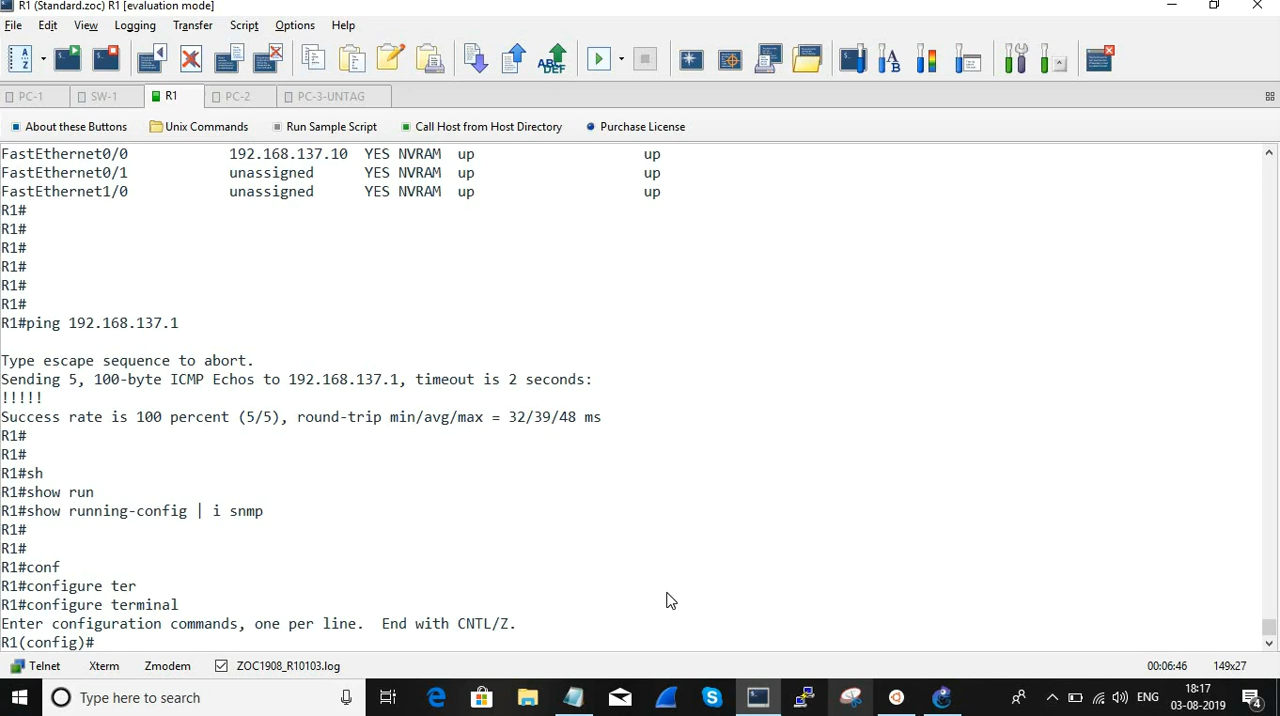 R1 (Standard.zoc) R1 [evaluation mode]
File Edit View Logging Transfer Script Options Help
PC-1 SW-1 R1 PC-2 PC-3-UNTAG
About these Buttons Unix Commands Run Sample Script Call Host from Host Directory Purchase License
FastEthernet0/0 192.168.137.10 YES NVRAM up up
FastEthernet0/1 unassigned YES NVRAM up up
FastEthernet1/0 unassigned YES NVRAM up up
R1#
R1#
R1#
R1#
R1#
R1#
R1#ping 192.168.137.1
Type escape sequence to abort.
Sending 5, 100-byte ICMP Echos to 192.168.137.1, timeout is 2 seconds:
!!!!!
Success rate is 100 percent (5/5), round-trip min/avg/max = 32/39/48 ms
R1#
R1#
R1#sh
R1#show run
R1#show running-config | i snmp
R1#
R1#
R1#conf
R1#configure ter
R1#configure terminal
Enter configuration commands, one per line.  End with CNTL/Z.
R1(config)#
Telnet Xterm Zmodem ZOC1908_R10103.log 00:06:46 149x27
Type here to search ENG 18:17
03-08-2019 4